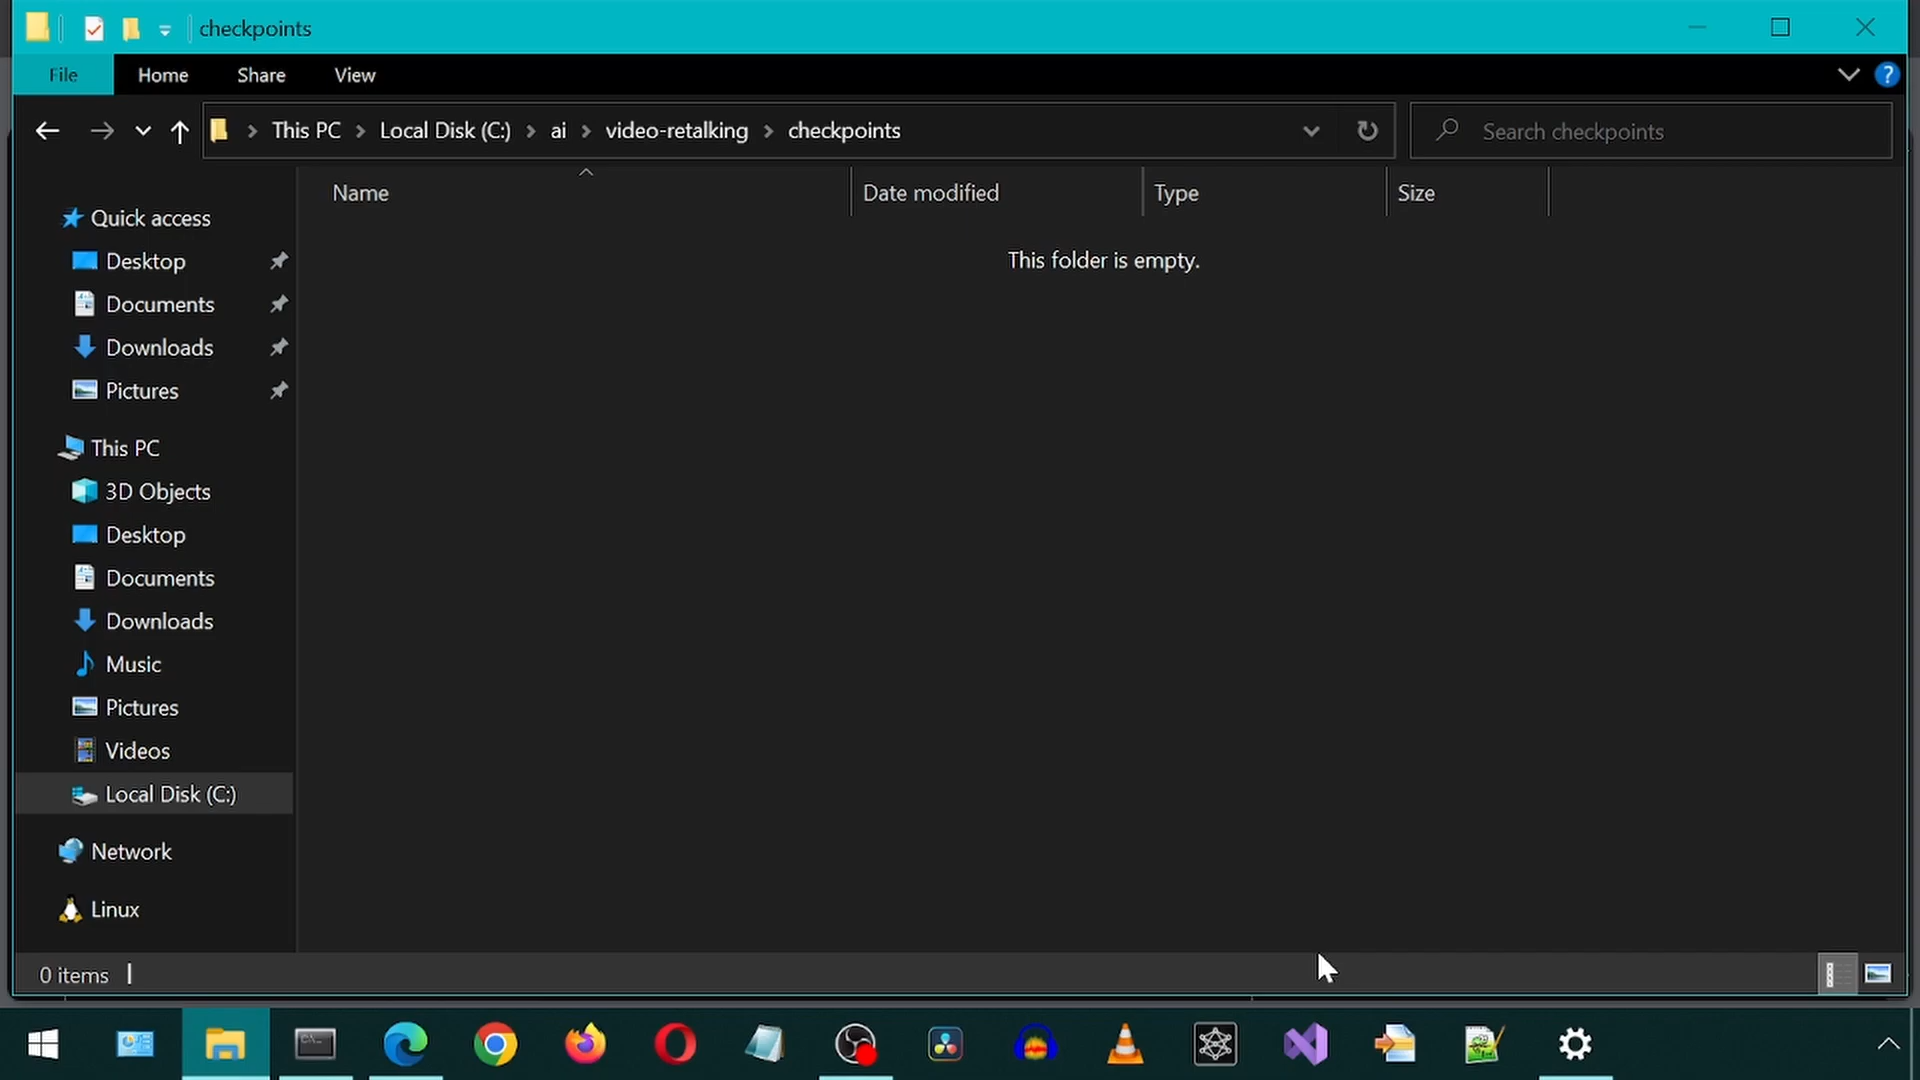 checkpoints
File Home Share View
This PC Local Disk (C:) ai video-retalking checkpoints
Search checkpoints
Name Date modified Type Size
This folder is empty.
Quick access
Desktop
Documents
Downloads
Pictures
This PC
3D Objects
Desktop
Documents
Downloads
Music
Pictures
Videos
Local Disk (C:)
Network
Linux
0 items